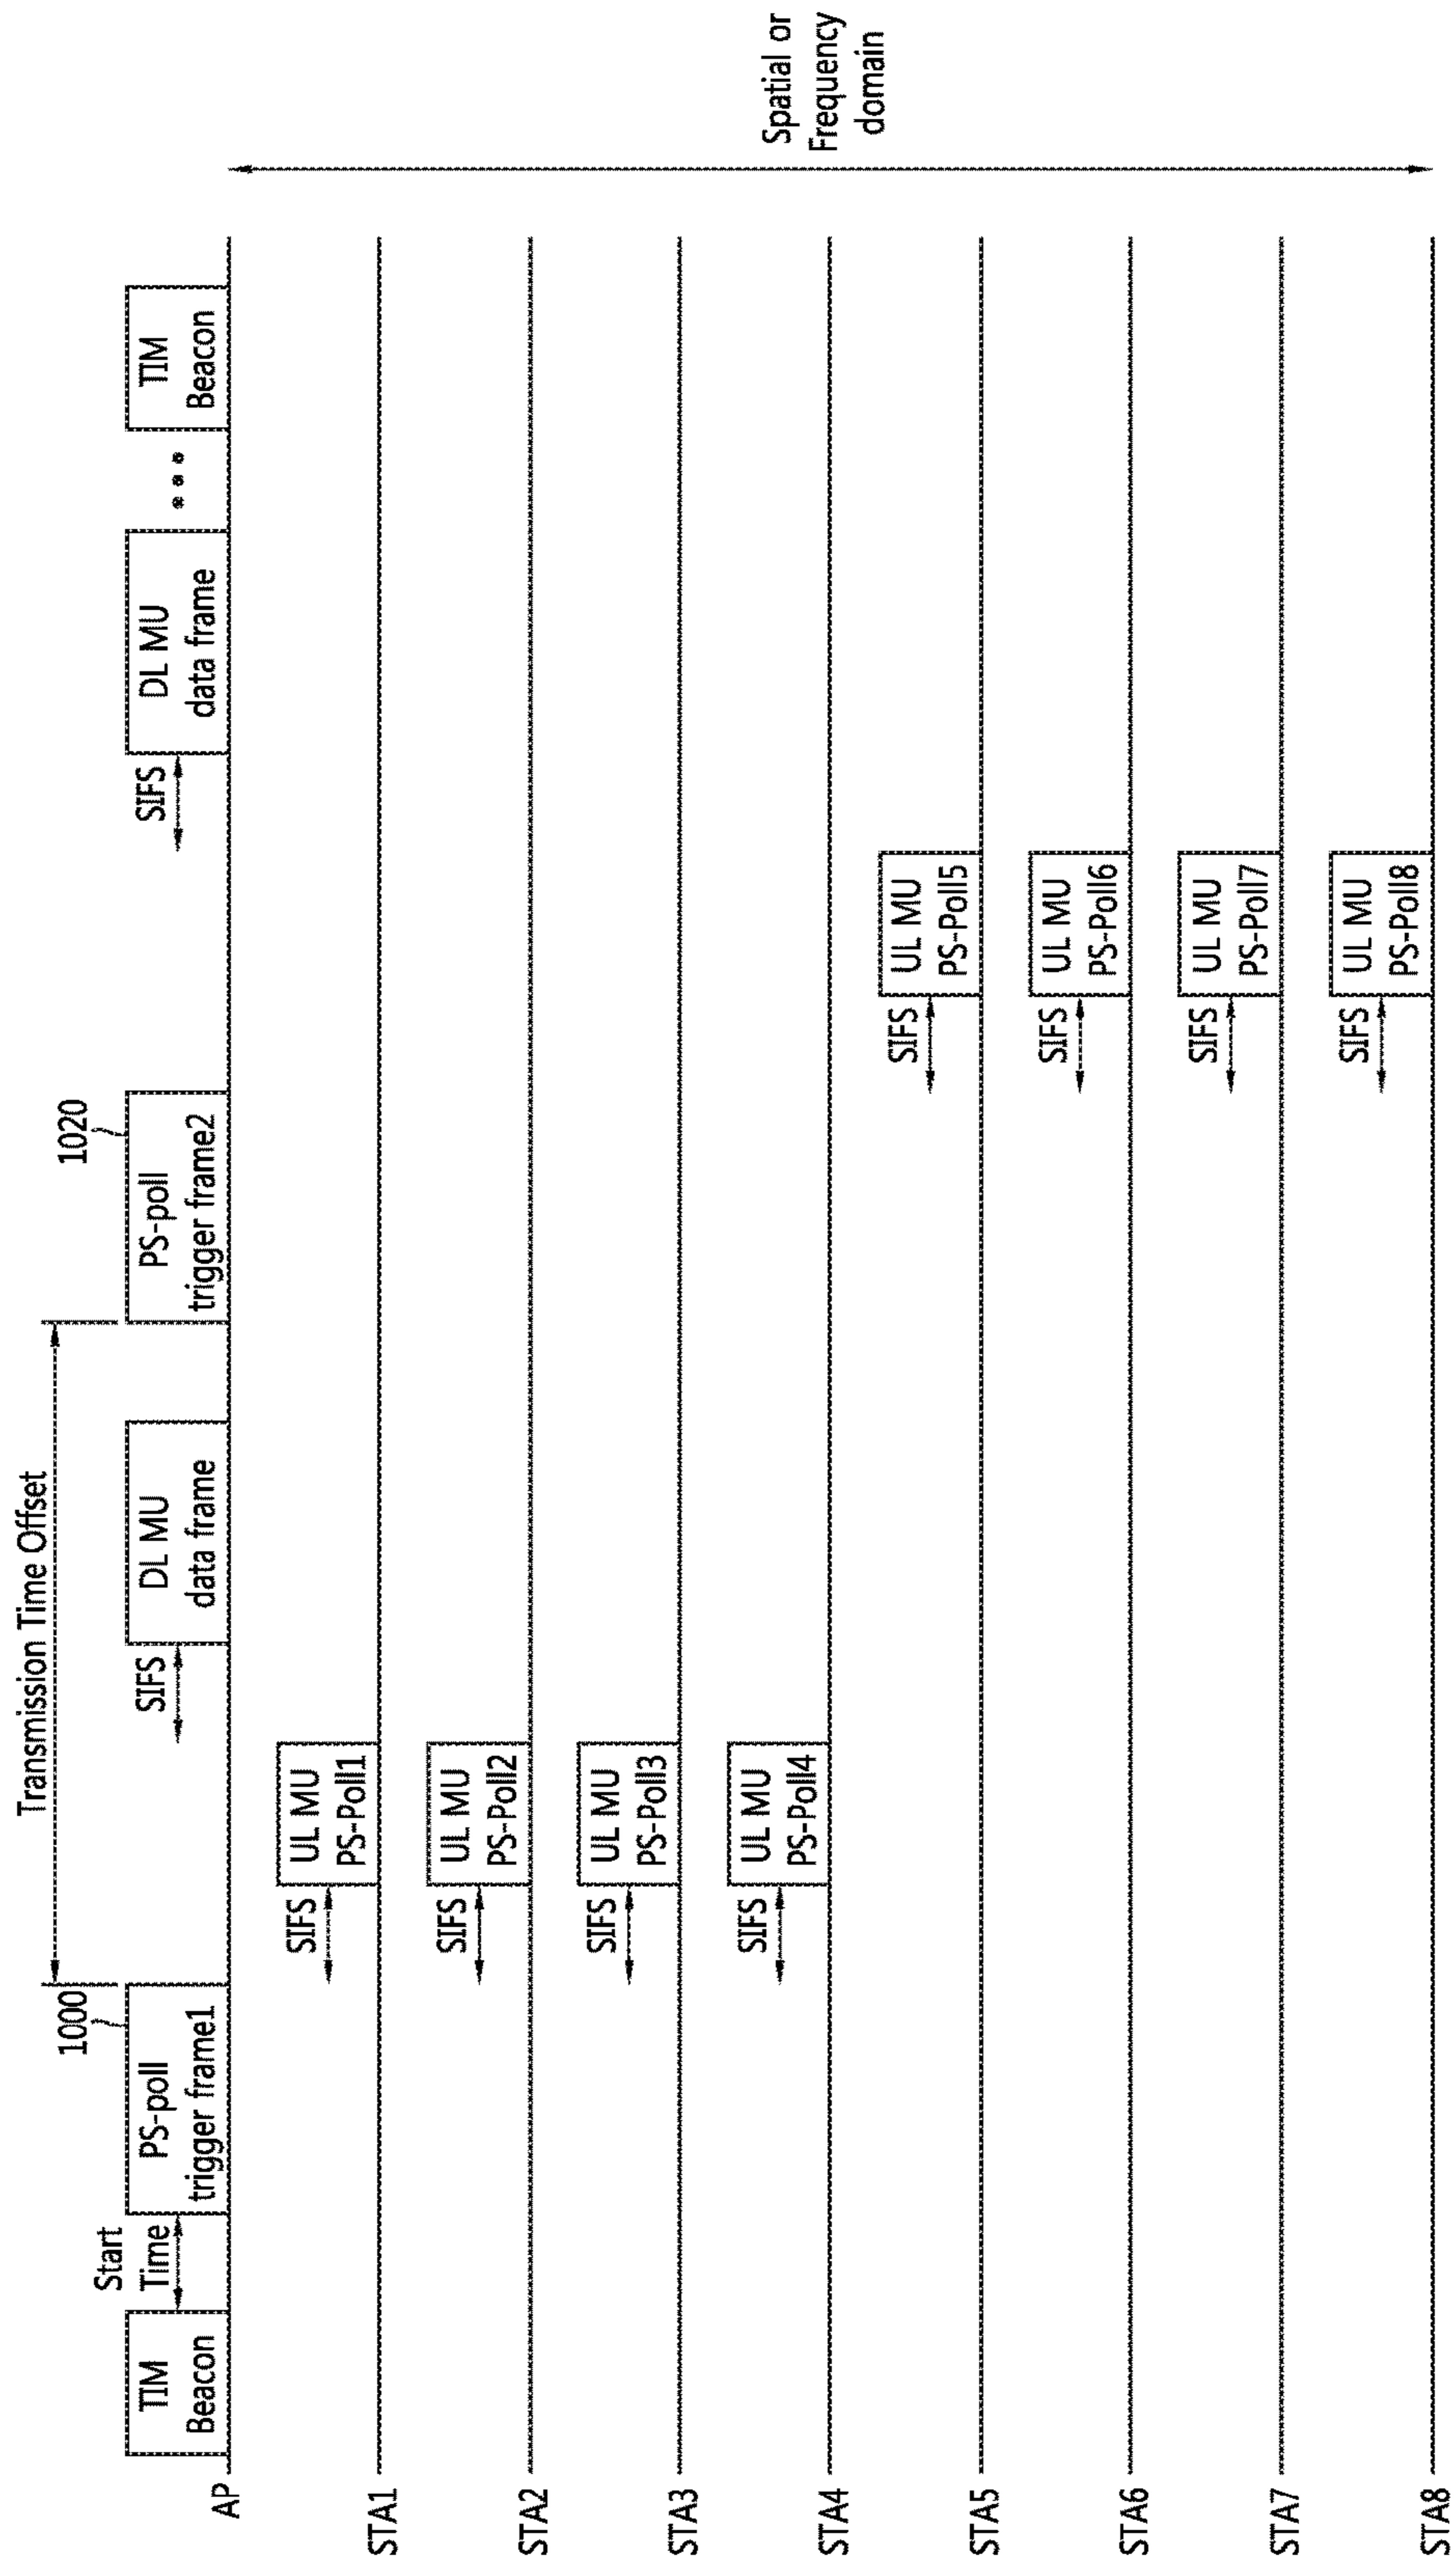 Transmission Time Offset
1000
1020
Start
Time
SIFS
SIFS
TIM
Beacon
PS-poll
trigger frame1
DL MU
data frame
PS-poll
trigger frame2
DL MU
data frame
TIM
Beacon
AP
SIFS
UL MU
PS-Poll1
STA1
SIFS
UL MU
PS-Poll2
STA2
SIFS
UL MU
PS-Poll3
STA3
SIFS
UL MU
PS-Poll4
STA4
SIFS
UL MU
PS-Poll5
STA5
SIFS
UL MU
PS-Poll6
STA6
SIFS
UL MU
PS-Poll7
STA7
SIFS
UL MU
PS-Poll8
STA8
Spatial or
Frequency
domain